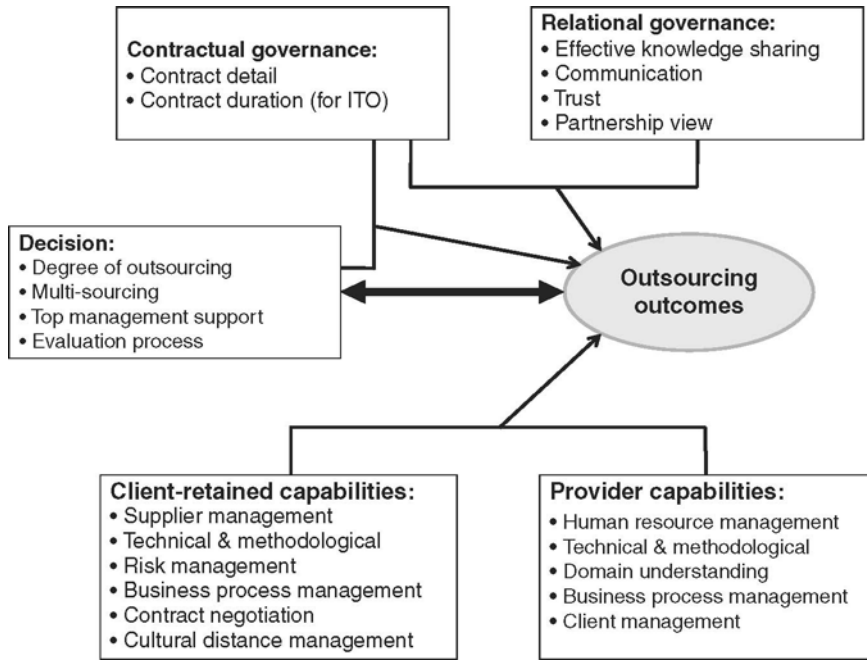 Contractual governance:
• Contract detail
• Contract duration (for ITO)
Relational governance:
• Effective knowledge sharing
• Communication
• Trust
• Partnership view
Decision:
• Degree of outsourcing
• Multi-sourcing
• Top management support
• Evaluation process
Outsourcing
outcomes
Client-retained capabilities:
• Supplier management
• Technical & methodological
• Risk management
• Business process management
• Contract negotiation
• Cultural distance management
Provider capabilities:
• Human resource management
• Technical & methodological
• Domain understanding
• Business process management
• Client management